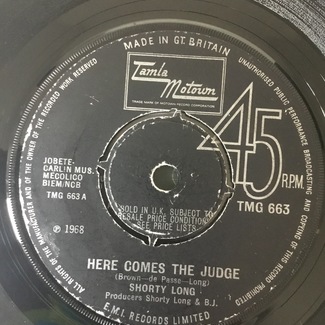 MADE IN GT. BRITAIN
Tamla
Motown
TRADE MARK OF MOTOWN RECORD CORPORATION
45
R.P.M.
JOBETE-
CARLIN MUS.
MECOLICO
BIEM/NCB
TMG 663 A
TMG 663
SOLD IN U.K. SUBJECT TO
RESALE PRICE CONDITIONS
SEE PRICE LISTS
℗ 1968
HERE COMES THE JUDGE
(Brown—de Passe—Long)
SHORTY LONG
Producers Shorty Long & B.J.
E.M.I. RECORDS LIMITED
ALL RIGHTS OF THE MANUFACTURER AND OF THE OWNER OF THE RECORDED WORK RESERVED
UNAUTHORISED PUBLIC PERFORMANCE BROADCASTING AND COPYING OF THIS RECORD PROHIBITED